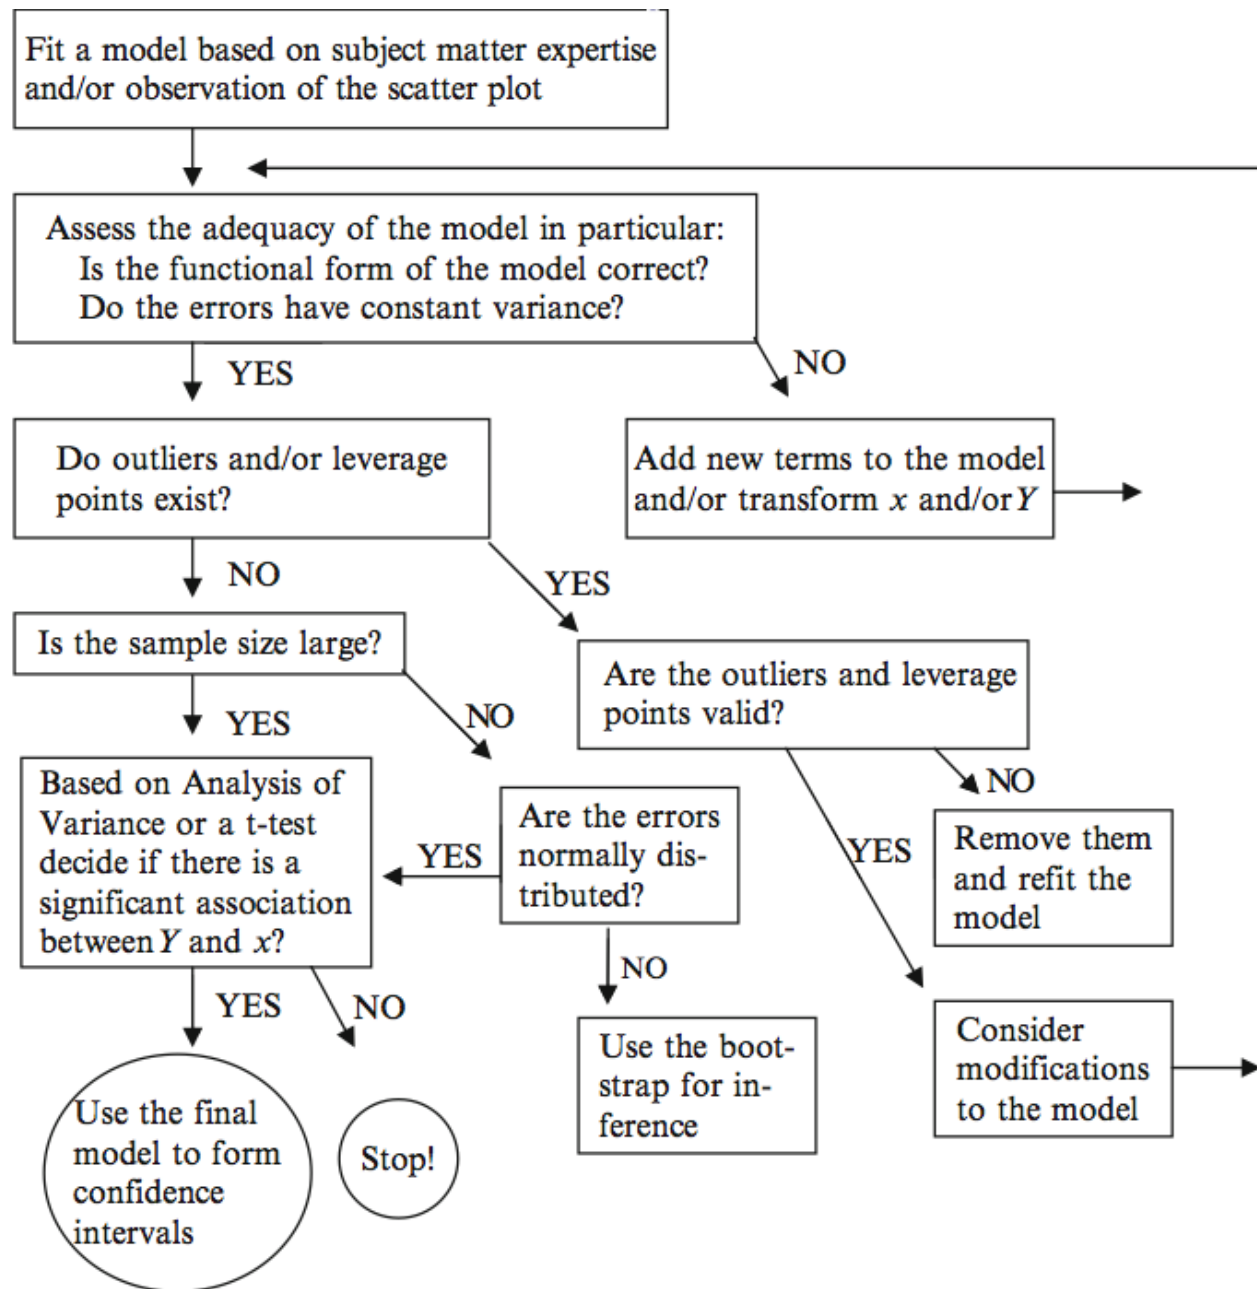 Fit a model based on subject matter expertise
and/or observation of the scatter plot
Assess the adequacy of the model in particular:
Is the functional form of the model correct?
Do the errors have constant variance?
YES
NO
Do outliers and/or leverage
points exist?
Add new terms to the model
and/or transform x and/or Y
NO
YES
Is the sample size large?
Are the outliers and leverage
points valid?
YES
NO
NO
Based on Analysis of
Variance or a t-test
decide if there is a
significant association
between Y and x?
YES
Are the errors
normally dis-
tributed?
YES
Remove them
and refit the
model
YES
NO
NO
Use the final
model to form
confidence
intervals
Stop!
Use the boot-
strap for in-
ference
Consider
modifications
to the model